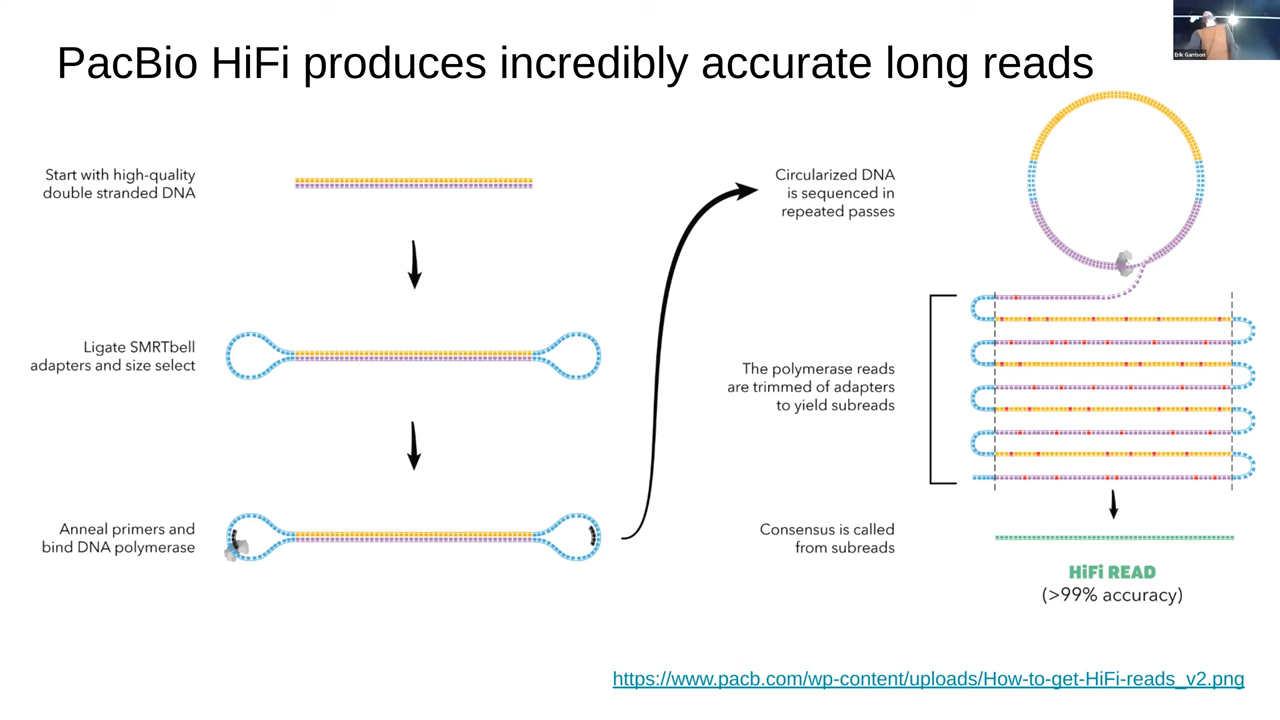 PacBio HiFi produces incredibly accurate long reads
Erik Garrison
Start with high-quality
double stranded DNA
Ligate SMRTbell
adapters and size select
Anneal primers and
bind DNA polymerase
Circularized DNA
is sequenced in
repeated passes
The polymerase reads
are trimmed of adapters
to yield subreads
Consensus is called
from subreads
HiFi READ
(>99% accuracy)
https://www.pacb.com/wp-content/uploads/How-to-get-HiFi-reads_v2.png